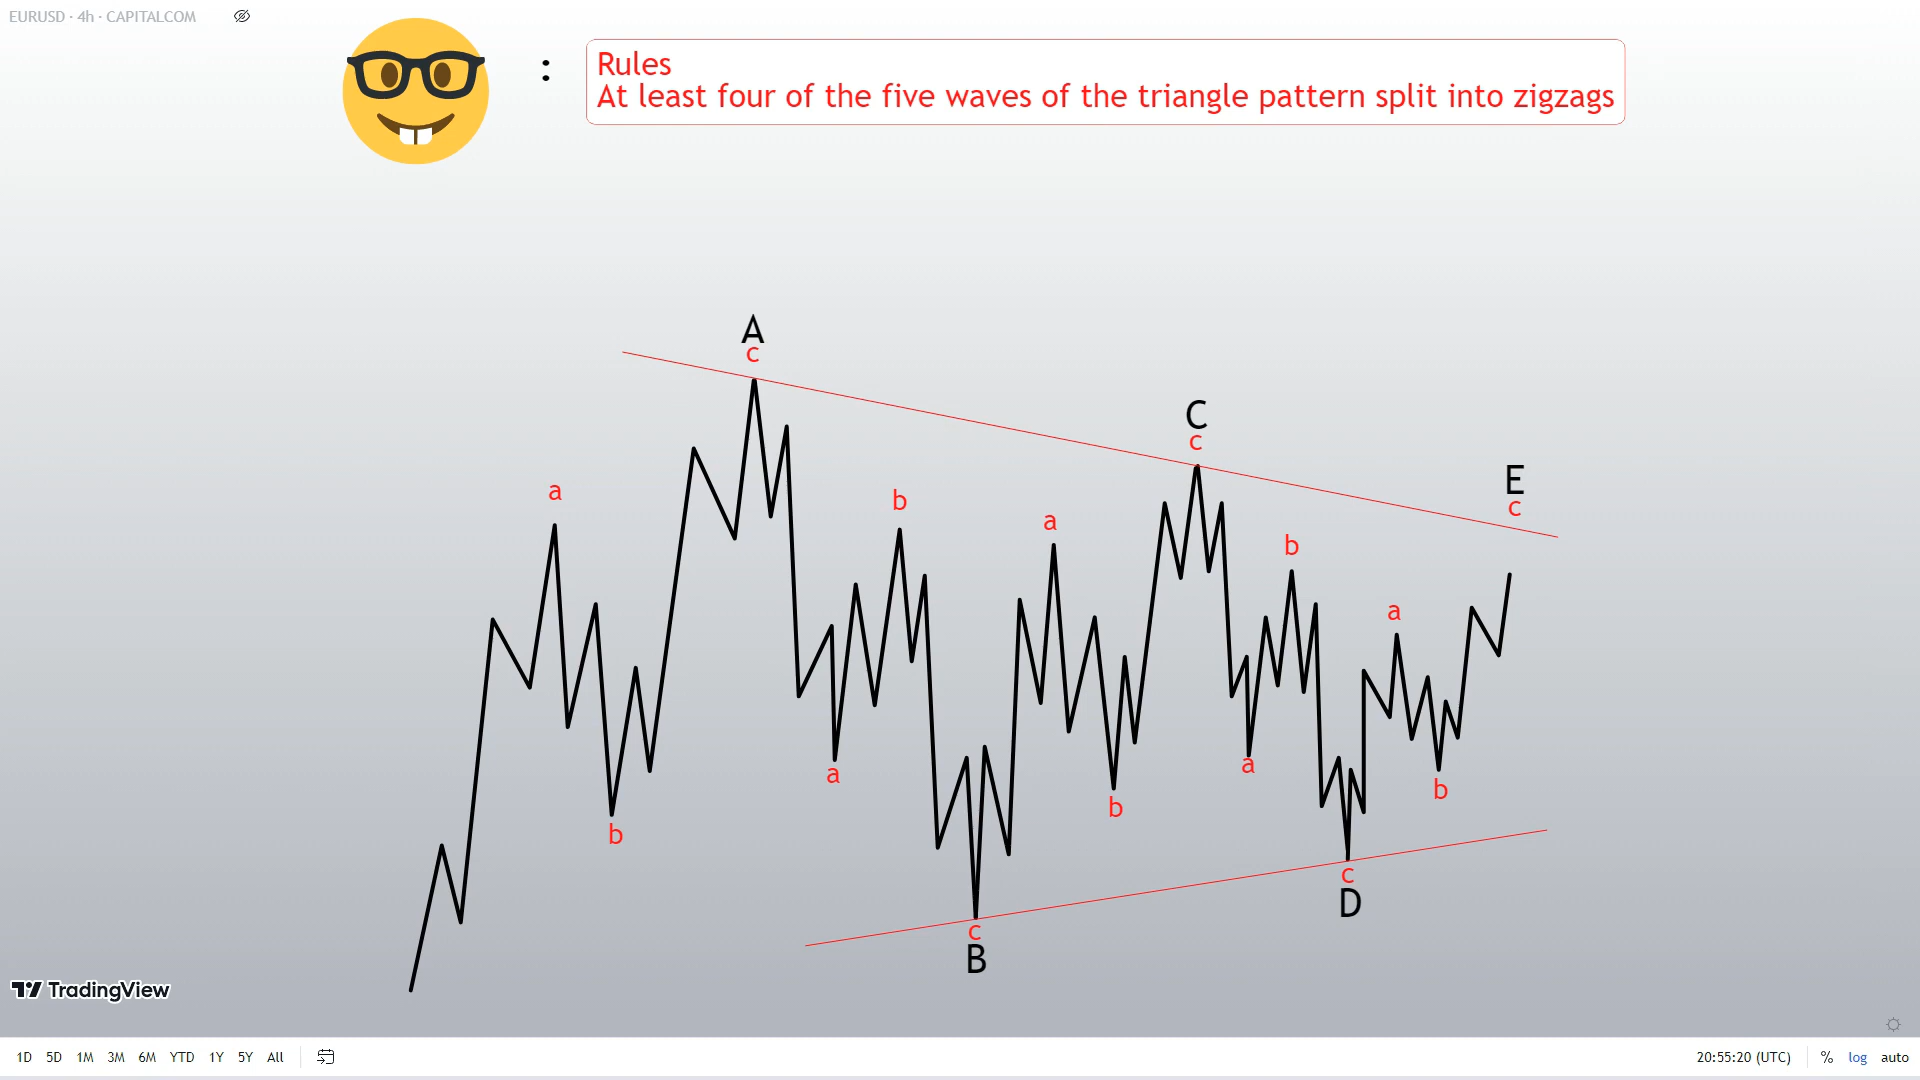 EURUSD · 4h · CAPITALCOM
:
Rules
At least four of the five waves of the triangle pattern split into zigzags
A
c
C
c
E
c
a
b
a
b
a
a
b
a
b
a
b
c
D
c
B
TradingView
1D 5D 1M 3M 6M YTD 1Y 5Y All
20:55:20 (UTC) % log auto